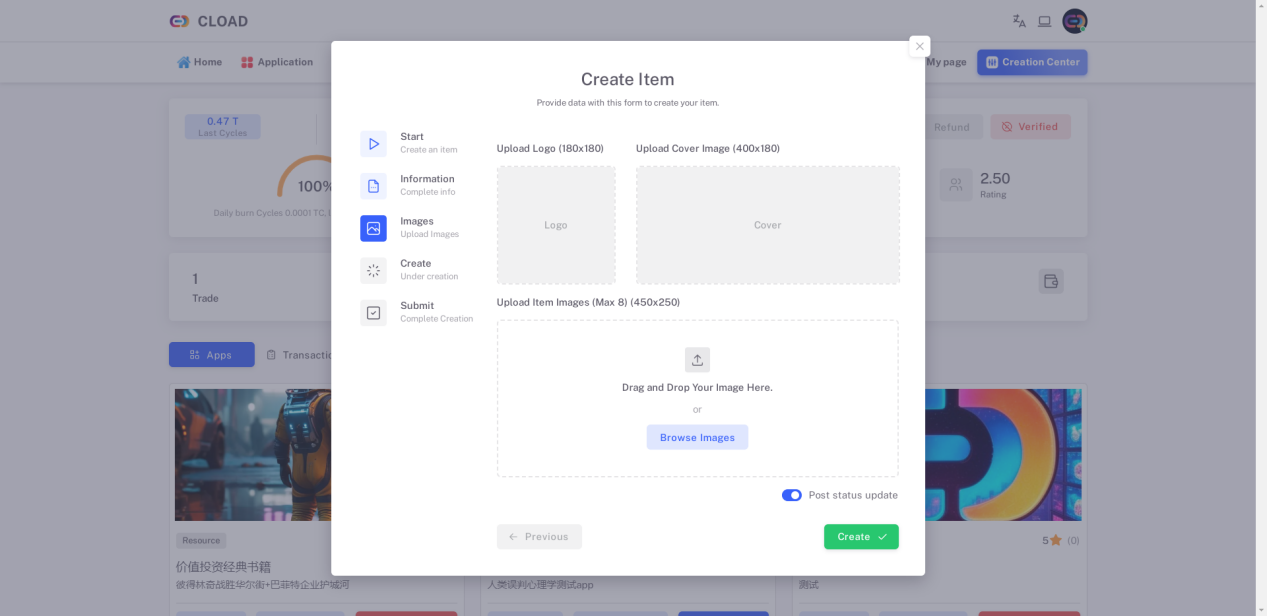 CLOAD
Home
Application
My page
Creation Center
0.47 T
Last Cycles
100%
Daily burn Cycles 0.0001 TC,
Refund
Verified
2.50
Rating
1
Trade
Apps
Create Item
Provide data with this form to create your item.
Start
Create an item
Information
Complete info
Images
Upload Images
Create
Under creation
Submit
Complete Creation
Upload Logo (180x180)
Upload Cover Image (400x180)
Logo
Cover
Upload Item Images (Max 8) (450x250)
Drag and Drop Your Image Here.
or
Browse Images
Post status update
Previous
Create
Resource
5 (0)
价值投资经典书籍
彼得林奇战胜华尔街+巴菲特企业护城河
人类误判心理学测试app
测试